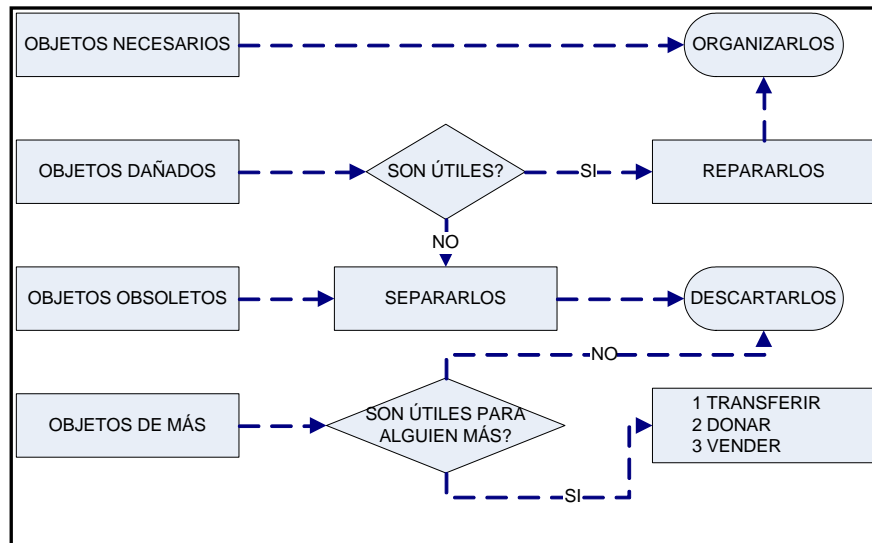 OBJETOS NECESARIOS
ORGANIZARLOS
OBJETOS DAÑADOS
SON ÚTILES?
SI
REPARARLOS
NO
OBJETOS OBSOLETOS
SEPARARLOS
DESCARTARLOS
NO
OBJETOS DE MÁS
SON ÚTILES PARA
ALGUIEN MÁS?
1 TRANSFERIR
2 DONAR
3 VENDER
SI